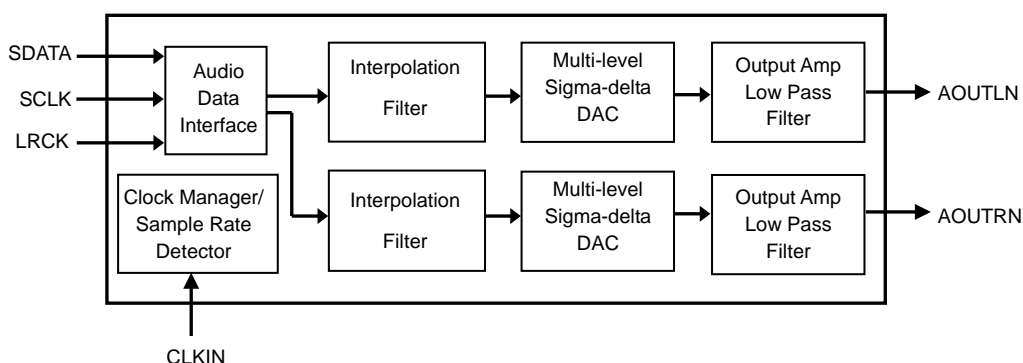 SDATA
SCLK
LRCK
Audio
Data
Interface
Interpolation
Filter
Multi-level
Sigma-delta
DAC
Output Amp
Low Pass
Filter
AOUTLN
Clock Manager/
Sample Rate
Detector
Interpolation
Filter
Multi-level
Sigma-delta
DAC
Output Amp
Low Pass
Filter
AOUTRN
CLKIN